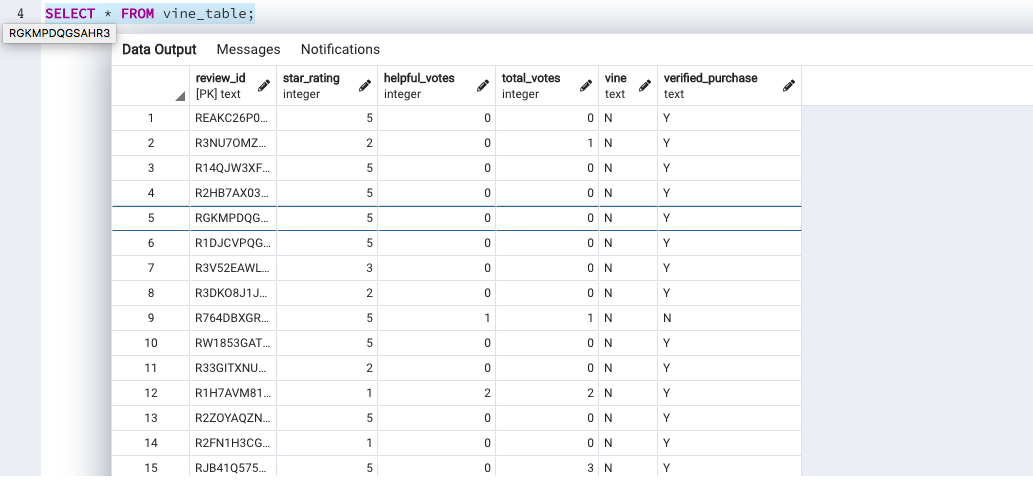 4 SELECT * FROM vine_table;
RGKMPDQGSAHR3
Data Output Messages Notifications
review_id star_rating helpful_votes total_votes vine verified_purchase
[PK] text integer integer integer text text
1 REAKC26P0... 5 0 0 N Y
2 R3NU7OMZ... 2 0 1 N Y
3 R14QJW3XF... 5 0 0 N Y
4 R2HB7AX03... 5 0 0 N Y
5 RGKMPDQG... 5 0 0 N Y
6 R1DJCVPQG... 5 0 0 N Y
7 R3V52EAWL... 3 0 0 N Y
8 R3DKO8J1J... 2 0 0 N Y
9 R764DBXGR... 5 1 1 N N
10 RW1853GAT... 5 0 0 N Y
11 R33GITXNU... 2 0 0 N Y
12 R1H7AVM81... 1 2 2 N Y
13 R2ZOYAQZN... 5 0 0 N Y
14 R2FN1H3CG... 1 0 0 N Y
15 RJB41Q575... 5 0 3 N Y